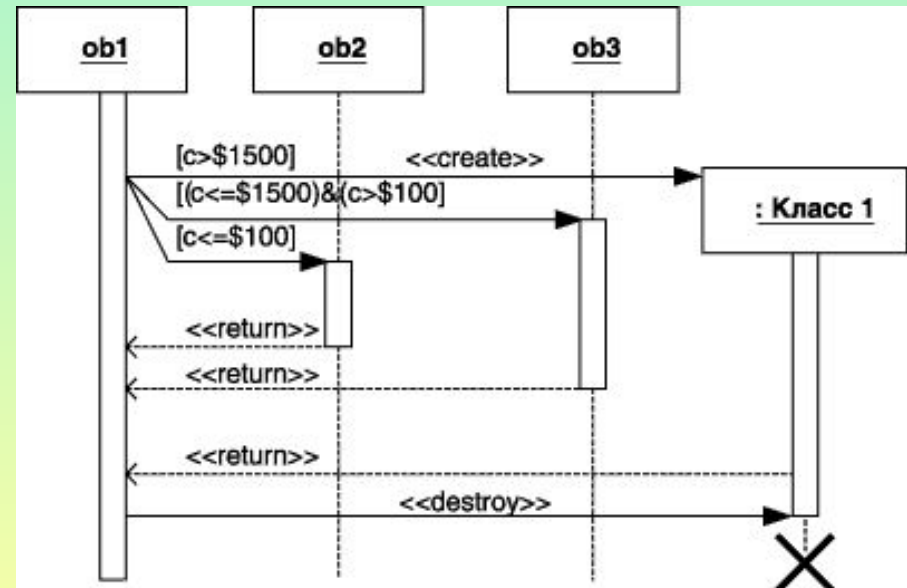 ob1 ob2 ob3
[c>$1500] <<create>>
[(c<=$1500)&(c>$100]
: Класс 1
[c<=$100]
<<return>>
<<return>>
<<return>>
<<destroy>>